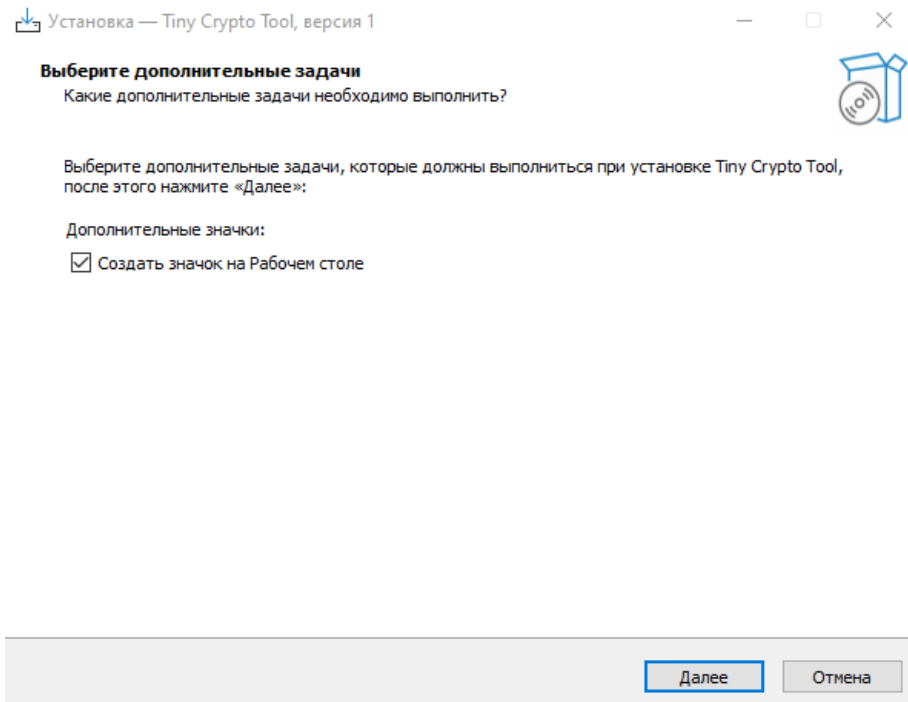 Установка — Tiny Crypto Tool, версия 1
Выберите дополнительные задачи
Какие дополнительные задачи необходимо выполнить?
Выберите дополнительные задачи, которые должны выполниться при установке Tiny Crypto Tool,
после этого нажмите «Далее»:
Дополнительные значки:
Создать значок на Рабочем столе
Далее
Отмена